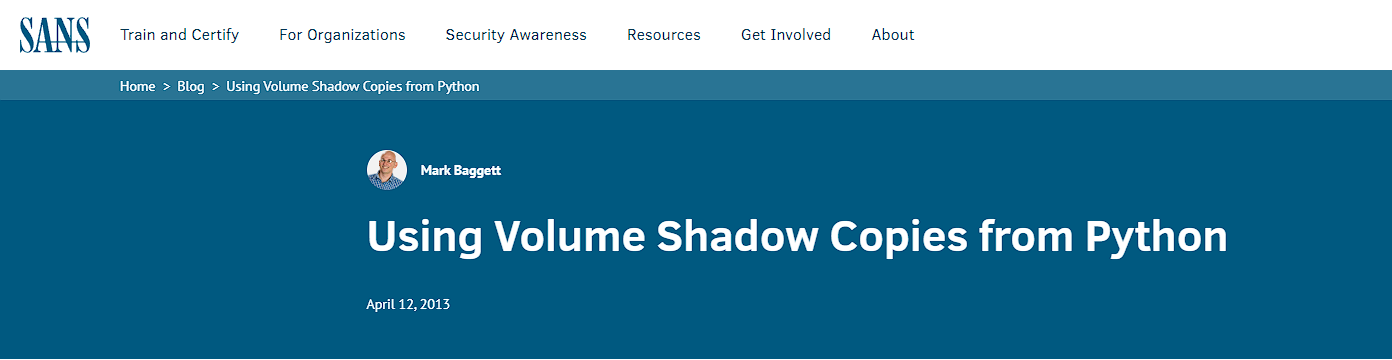 SANS Train and Certify For Organizations Security Awareness Resources Get Involved About
Home > Blog > Using Volume Shadow Copies from Python
Mark Baggett
Using Volume Shadow Copies from Python
April 12, 2013